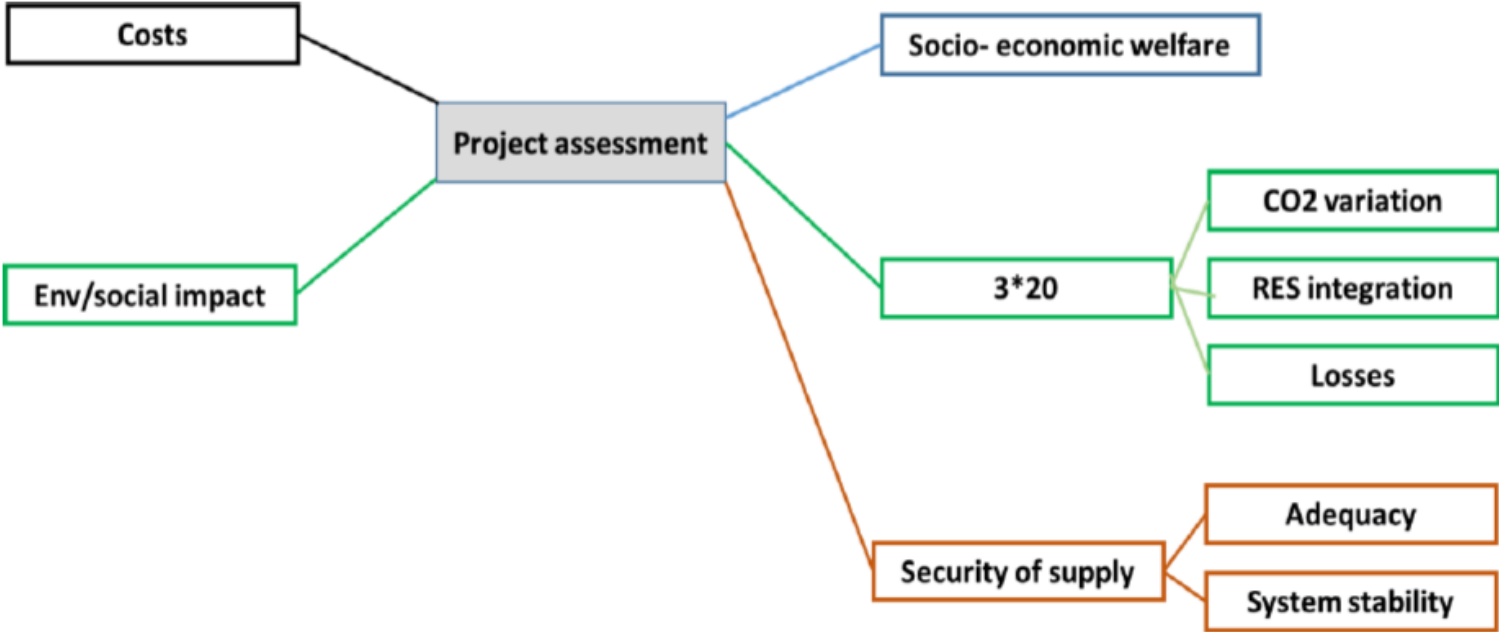 Costs
Socio- economic welfare
Project assessment
CO2 variation
Env/social impact
3*20
RES integration
Losses
Adequacy
Security of supply
System stability